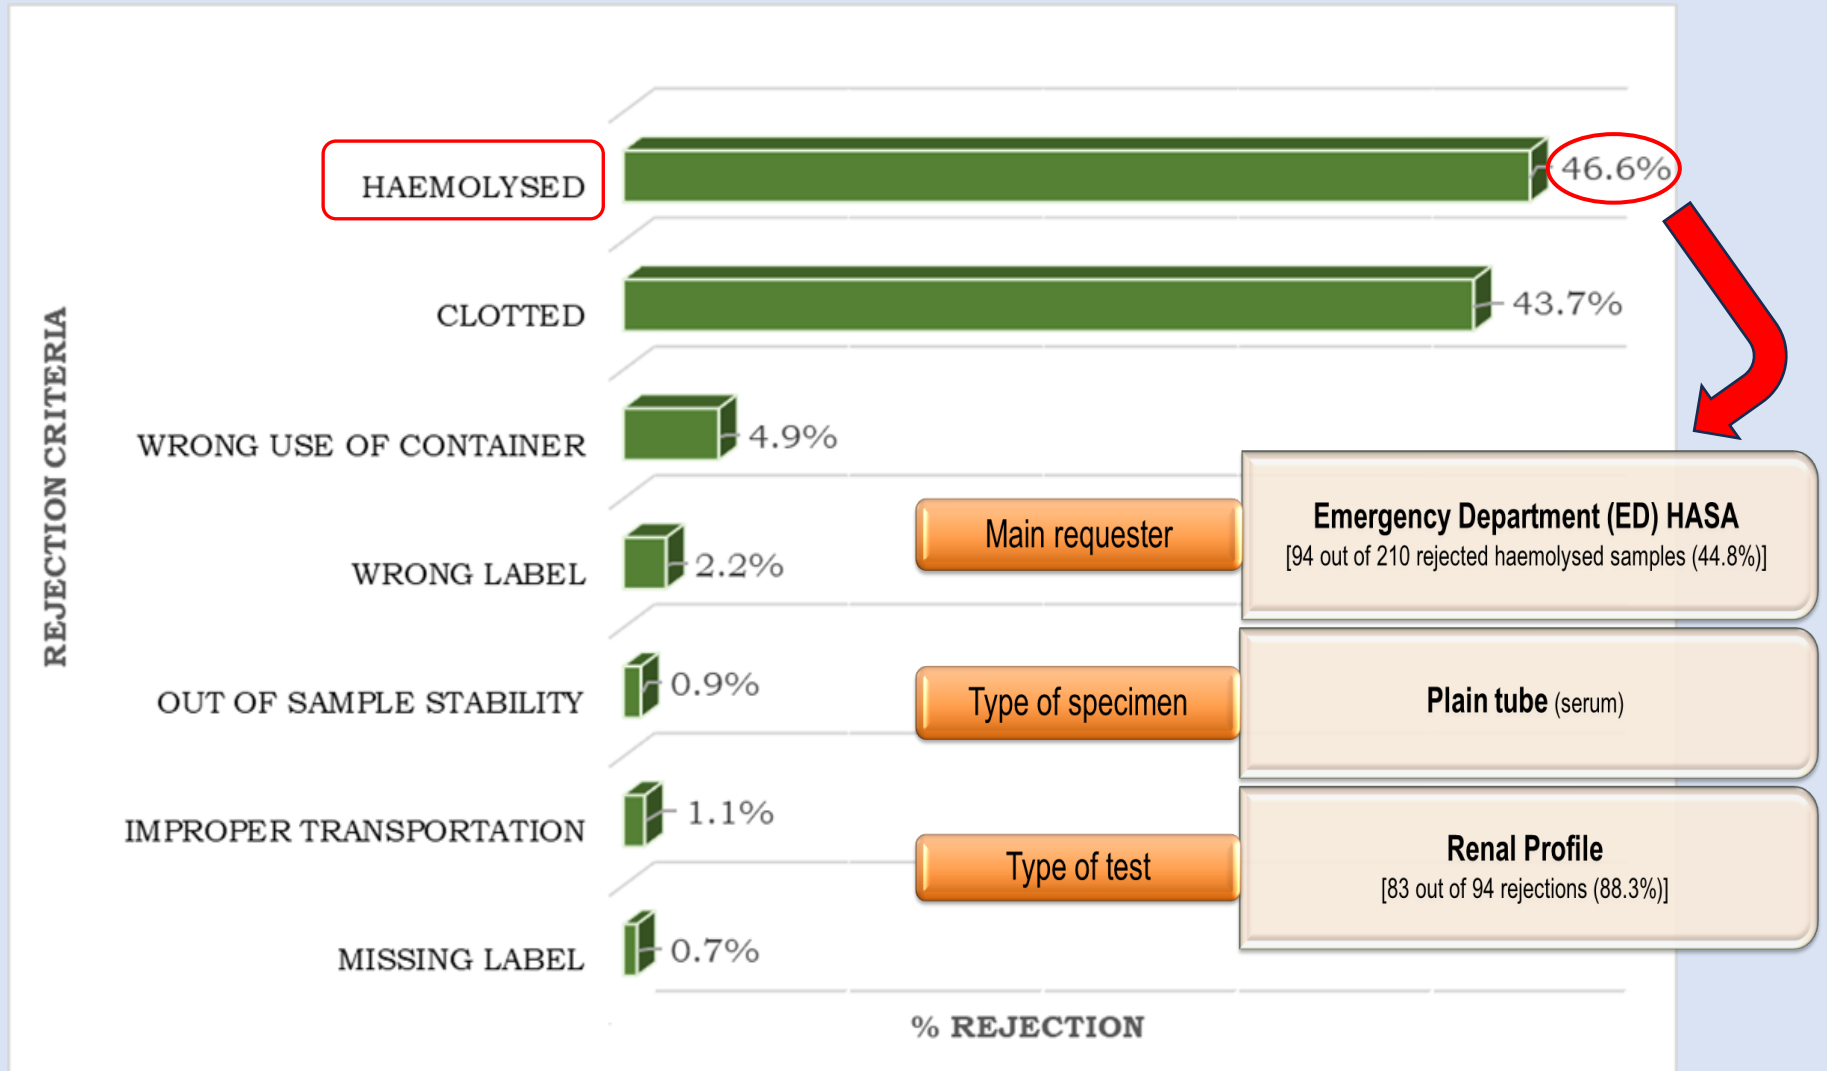 REJECTION CRITERIA
HAEMOLYSED
46.6%
CLOTTED
43.7%
WRONG USE OF CONTAINER
4.9%
WRONG LABEL
2.2%
OUT OF SAMPLE STABILITY
0.9%
IMPROPER TRANSPORTATION
1.1%
MISSING LABEL
0.7%
% REJECTION
Main requester
Emergency Department (ED) HASA
[94 out of 210 rejected haemolysed samples (44.8%)]
Type of specimen
Plain tube (serum)
Type of test
Renal Profile
[83 out of 94 rejections (88.3%)]